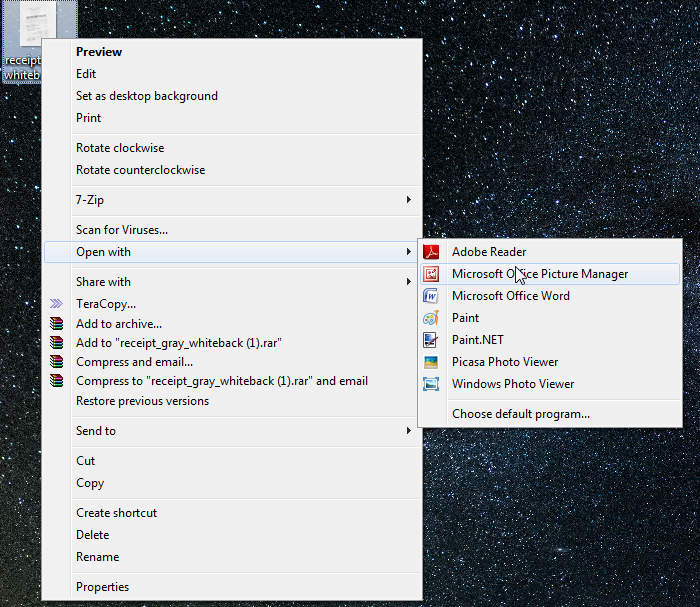 receipt
whiteb
Preview
Edit
Set as desktop background
Print
Rotate clockwise
Rotate counterclockwise
7-Zip
Scan for Viruses...
Open with
Share with
TeraCopy...
Add to archive...
Add to "receipt_gray_whiteback (1).rar"
Compress and email...
Compress to "receipt_gray_whiteback (1).rar" and email
Restore previous versions
Send to
Cut
Copy
Create shortcut
Delete
Rename
Properties
Adobe Reader
Microsoft Office Picture Manager
Microsoft Office Word
Paint
Paint.NET
Picasa Photo Viewer
Windows Photo Viewer
Choose default program...